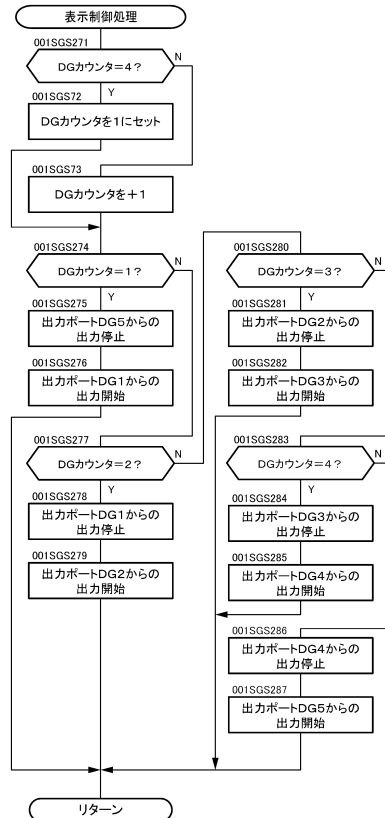 表示制御処理
001SGS271
DGカウンタ=4?
N
Y
001SGS72
DGカウンタを1にセット
001SGS73
DGカウンタを+1
001SGS274
DGカウンタ=1?
N
Y
001SGS275
出力ポートDG5からの
出力停止
001SGS276
出力ポートDG1からの
出力開始
001SGS277
DGカウンタ=2?
N
Y
001SGS278
出力ポートDG1からの
出力停止
001SGS279
出力ポートDG2からの
出力開始
001SGS280
DGカウンタ=3?
N
Y
001SGS281
出力ポートDG2からの
出力停止
001SGS282
出力ポートDG3からの
出力開始
001SGS283
DGカウンタ=4?
N
Y
001SGS284
出力ポートDG3からの
出力停止
001SGS285
出力ポートDG4からの
出力開始
001SGS286
出力ポートDG4からの
出力停止
001SGS287
出力ポートDG5からの
出力開始
リターン